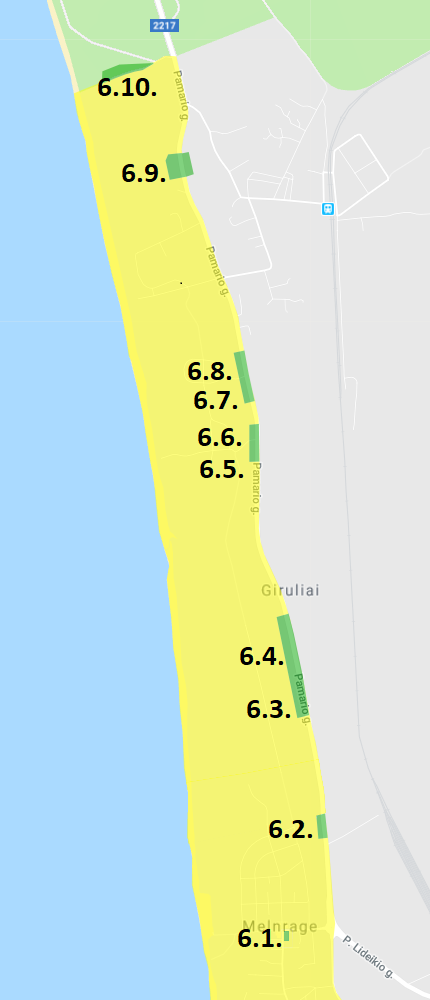 2217
6.10.
Pamario g.
6.9.
Pamario g.
6.8.
6.7.
6.6.
6.5.
Pamario g.
Giruliai
6.4.
Pamario g.
6.3.
6.2.
Melnragė
6.1.
P. Lideikio g.